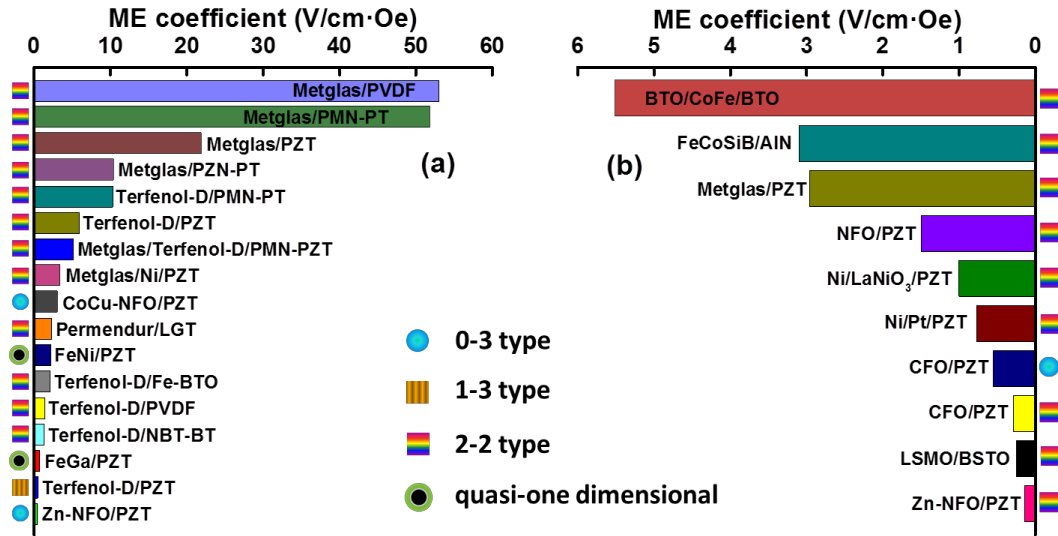 ME coefficient (V/cm·Oe)
0 10 20 30 40 50 60
Metglas/PVDF
Metglas/PMN-PT
Metglas/PZT
(a)
Metglas/PZN-PT
Terfenol-D/PMN-PT
Terfenol-D/PZT
Metglas/Terfenol-D/PMN-PZT
Metglas/Ni/PZT
CoCu-NFO/PZT
Permendur/LGT
FeNi/PZT
Terfenol-D/Fe-BTO
Terfenol-D/PVDF
Terfenol-D/NBT-BT
FeGa/PZT
Terfenol-D/PZT
Zn-NFO/PZT
0-3 type
1-3 type
2-2 type
quasi-one dimensional
ME coefficient (V/cm·Oe)
6 5 4 3 2 1 0
BTO/CoFe/BTO
FeCoSiB/AlN
(b)
Metglas/PZT
NFO/PZT
Ni/LaNiO₃/PZT
Ni/Pt/PZT
CFO/PZT
CFO/PZT
LSMO/BSTO
Zn-NFO/PZT